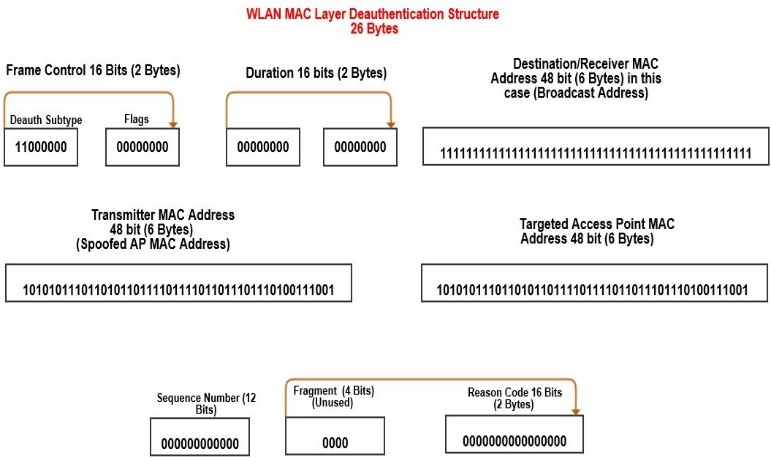 WLAN MAC Layer Deauthentication Structure
26 Bytes
Frame Control 16 Bits (2 Bytes)
Duration 16 bits (2 Bytes)
Destination/Receiver MAC
Address 48 bit (6 Bytes) in this
case (Broadcast Address)
Deauth Subtype
Flags
11000000
00000000
00000000
00000000
111111111111111111111111111111111111111111111111
Transmitter MAC Address
48 bit (6 Bytes)
(Spoofed AP MAC Address)
Targeted Access Point MAC
Address 48 bit (6 Bytes)
101010111011010110111101111011011101110100111001
101010111011010110111101111011011101110100111001
Sequence Number (12
Bits)
Fragment (4 Bits)
(Unused)
Reason Code 16 Bits
(2 Bytes)
000000000000
0000
0000000000000000